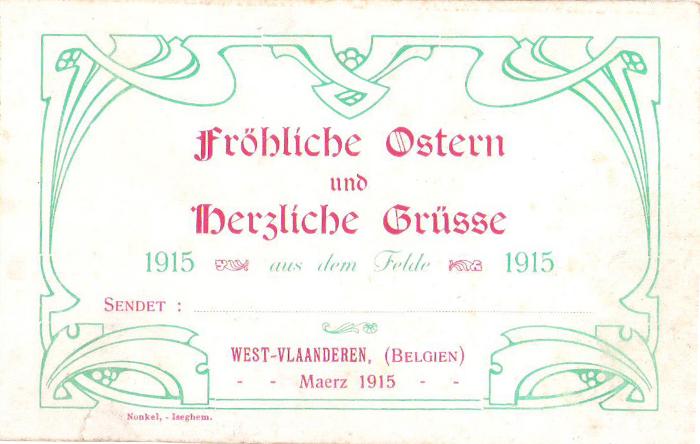 Fröhliche Ostern
und
Herzliche Grüsse
1915 aus dem Felde 1915
SENDET :
WEST-VLAANDEREN, (BELGIEN)
- - Maerz 1915 - -
Nonkel, - Iseghem.